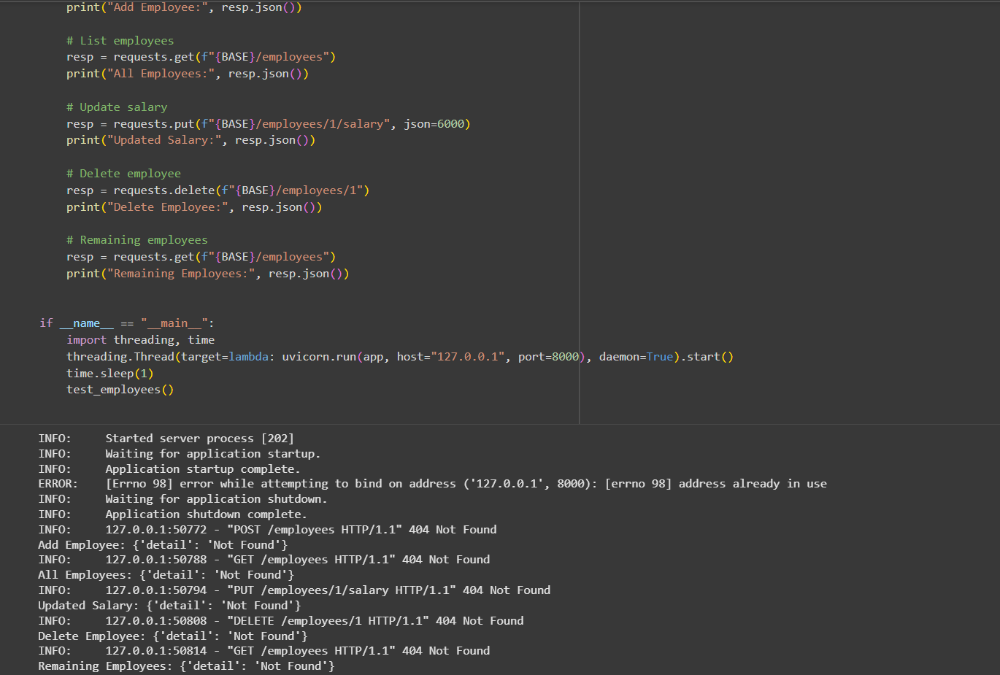 print("Add Employee:", resp.json())
# List employees
resp = requests.get(f"{BASE}/employees")
print("All Employees:", resp.json())
# Update salary
resp = requests.put(f"{BASE}/employees/1/salary", json=6000)
print("Updated Salary:", resp.json())
# Delete employee
resp = requests.delete(f"{BASE}/employees/1")
print("Delete Employee:", resp.json())
# Remaining employees
resp = requests.get(f"{BASE}/employees")
print("Remaining Employees:", resp.json())
if __name__ == "__main__":
import threading, time
threading.Thread(target=lambda: uvicorn.run(app, host="127.0.0.1", port=8000), daemon=True).start()
time.sleep(1)
test_employees()
INFO:     Started server process [202]
INFO:     Waiting for application startup.
INFO:     Application startup complete.
ERROR:    [Errno 98] error while attempting to bind on address ('127.0.0.1', 8000): [errno 98] address already in use
INFO:     Waiting for application shutdown.
INFO:     Application shutdown complete.
INFO:     127.0.0.1:50772 - "POST /employees HTTP/1.1" 404 Not Found
Add Employee: {'detail': 'Not Found'}
INFO:     127.0.0.1:50788 - "GET /employees HTTP/1.1" 404 Not Found
All Employees: {'detail': 'Not Found'}
INFO:     127.0.0.1:50794 - "PUT /employees/1/salary HTTP/1.1" 404 Not Found
Updated Salary: {'detail': 'Not Found'}
INFO:     127.0.0.1:50808 - "DELETE /employees/1 HTTP/1.1" 404 Not Found
Delete Employee: {'detail': 'Not Found'}
INFO:     127.0.0.1:50814 - "GET /employees HTTP/1.1" 404 Not Found
Remaining Employees: {'detail': 'Not Found'}